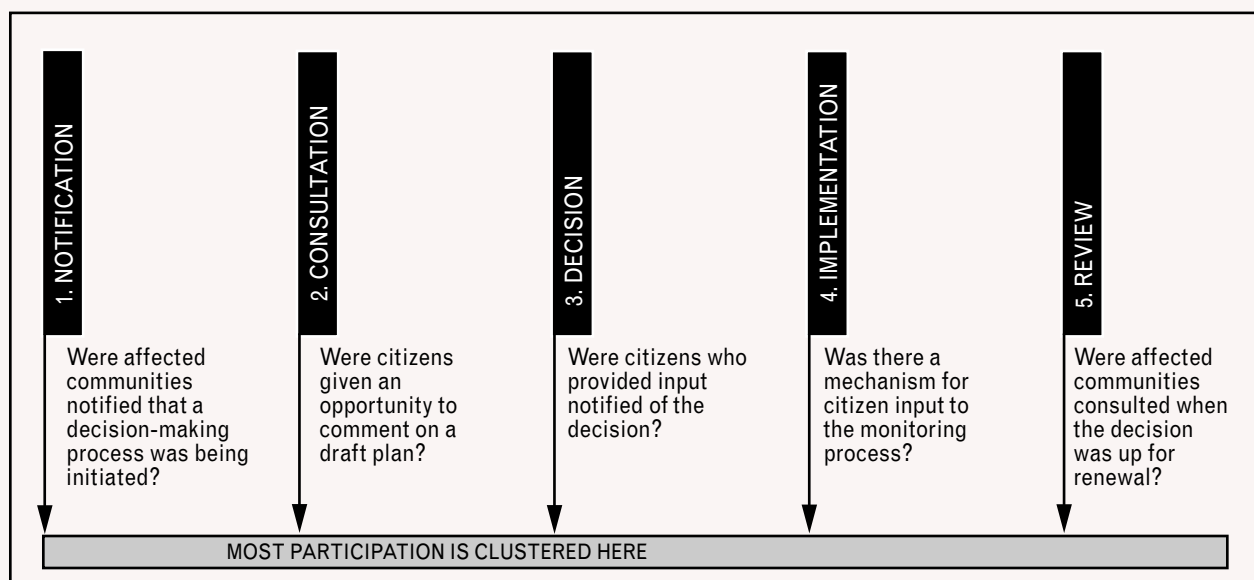 1. NOTIFICATION
Were affected
communities
notified that a
decision-making
process was being
initiated?
2. CONSULTATION
Were citizens
given an
opportunity to
comment on a
draft plan?
3. DECISION
Were citizens who
provided input
notified of the
decision?
4. IMPLEMENTATION
Was there a
mechanism for
citizen input to
the monitoring
process?
5. REVIEW
Were affected
communities
consulted when
the decision
was up for
renewal?
MOST PARTICIPATION IS CLUSTERED HERE